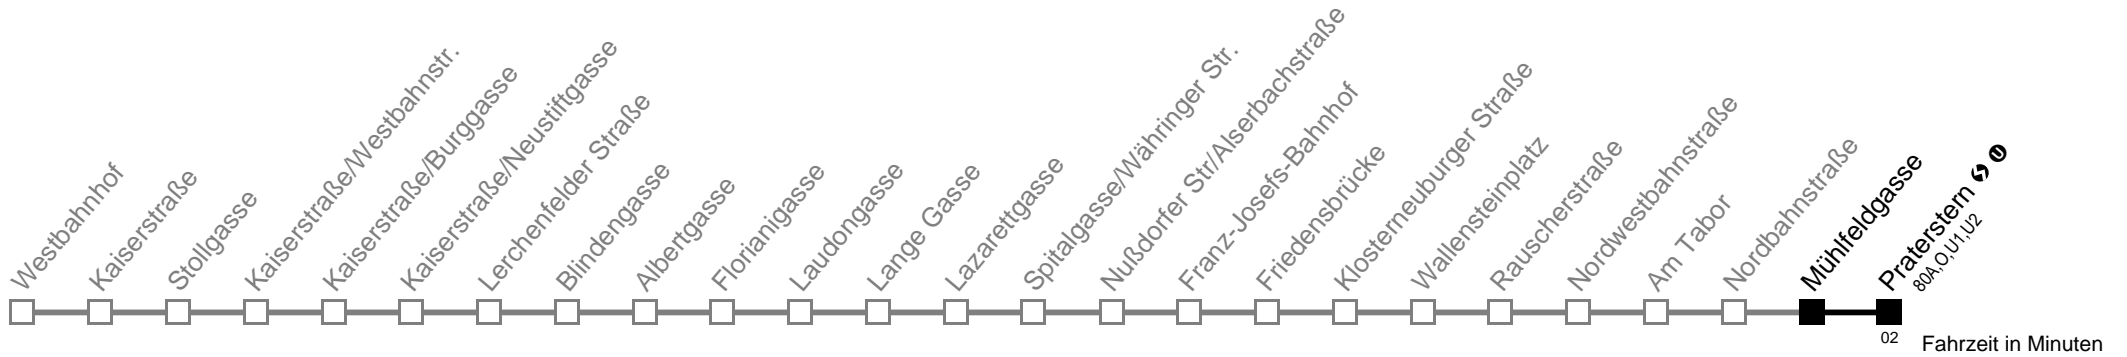 Westbahnhof
Kaiserstraße
Stollgasse
Kaiserstraße/Westbahnstr.
Kaiserstraße/Burggasse
Kaiserstraße/Neustiftgasse
Lerchenfelder Straße
Blindengasse
Albertgasse
Florianigasse
Laudongasse
Lange Gasse
Lazarettgasse
Spitalgasse/Währinger Str.
Nußdorfer Str/Alserbachstraße
Franz-Josefs-Bahnhof
Friedensbrücke
Klosterneuburger Straße
Wallensteinplatz
Rauscherstraße
Nordwestbahnstraße
Am Tabor
Nordbahnstraße
Mühlfeldgasse
Praterstern S U
80A,O,U1,U2
02
Fahrzeit in Minuten